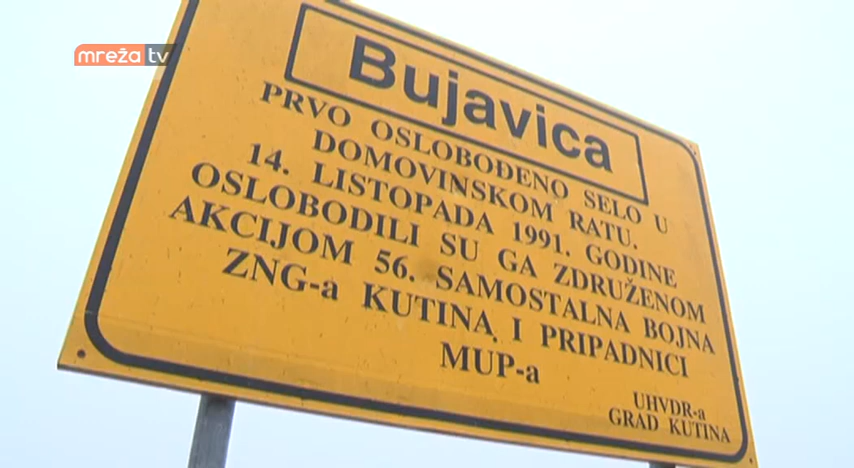 mreža tv
Bujavica
PRVO OSLOBOĐENO SELO U
DOMOVINSKOM RATU.
14. LISTOPADA 1991. GODINE
OSLOBODILI SU GA ZDRUŽENOM
AKCIJOM 56. SAMOSTALNA BOJNA
ZNG-a KUTINA I PRIPADNICI
MUP-a
UHVDR-a
GRAD KUTINA